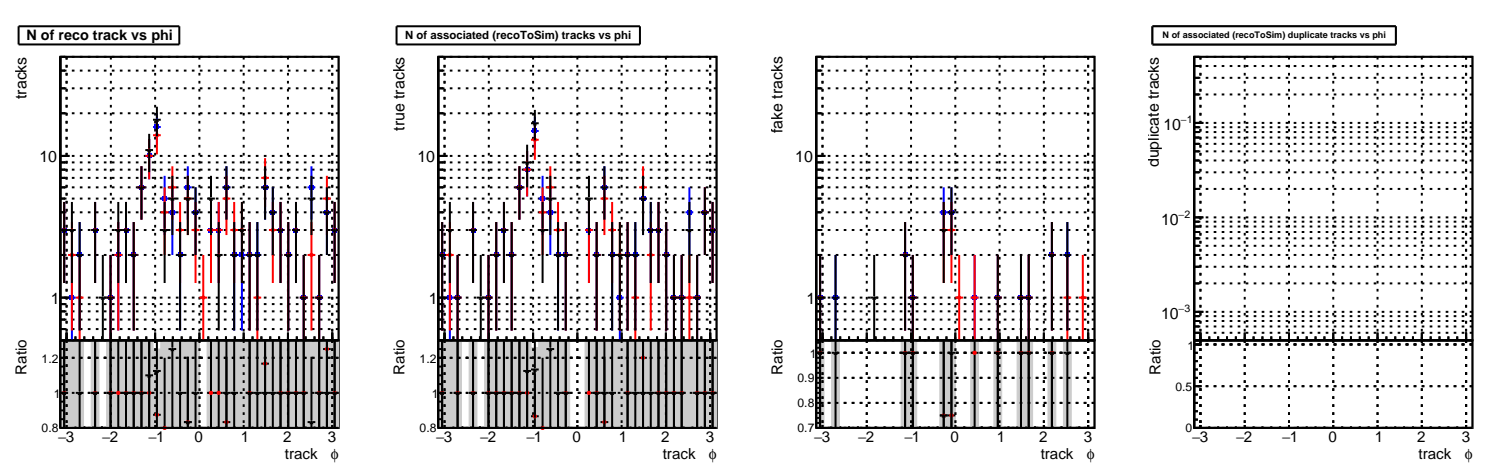 N of reco track vs phi
tracks
10
1
Ratio
1.2
1
0.8
−3 −2 −1 0 1 2 3
track ϕ
N of associated (recoToSim) tracks vs phi
true tracks
10
1
Ratio
1.2
1
0.8
−3 −2 −1 0 1 2 3
track ϕ
fake tracks
10
1
Ratio
1
0.9
0.8
0.7
−3 −2 −1 0 1 2 3
track ϕ
N of associated (recoToSim) duplicate tracks vs phi
duplicate tracks
10−1
10−2
10−3
Ratio
1
0.5
0
−3 −2 −1 0 1 2 3
track ϕ